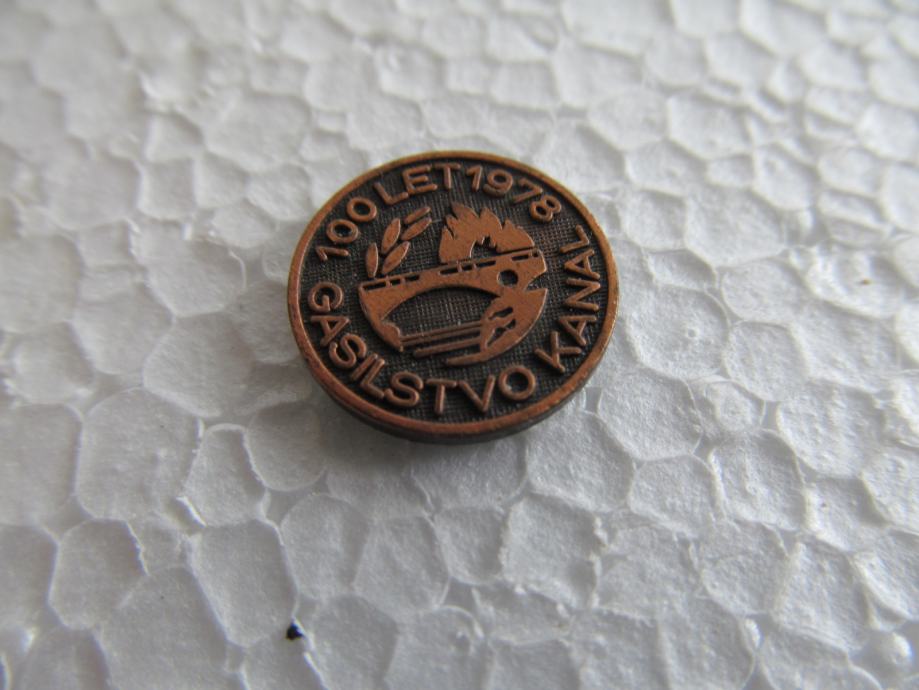 100 LET 1978
GASILSTVO KANAL